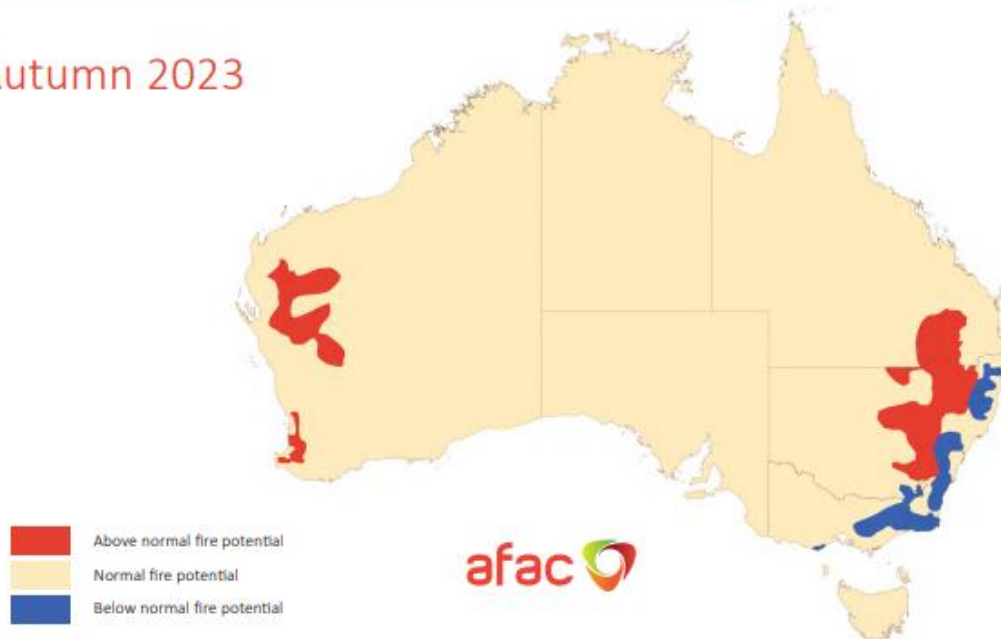 Autumn 2023
Above normal fire potential
Normal fire potential
Below normal fire potential
afac